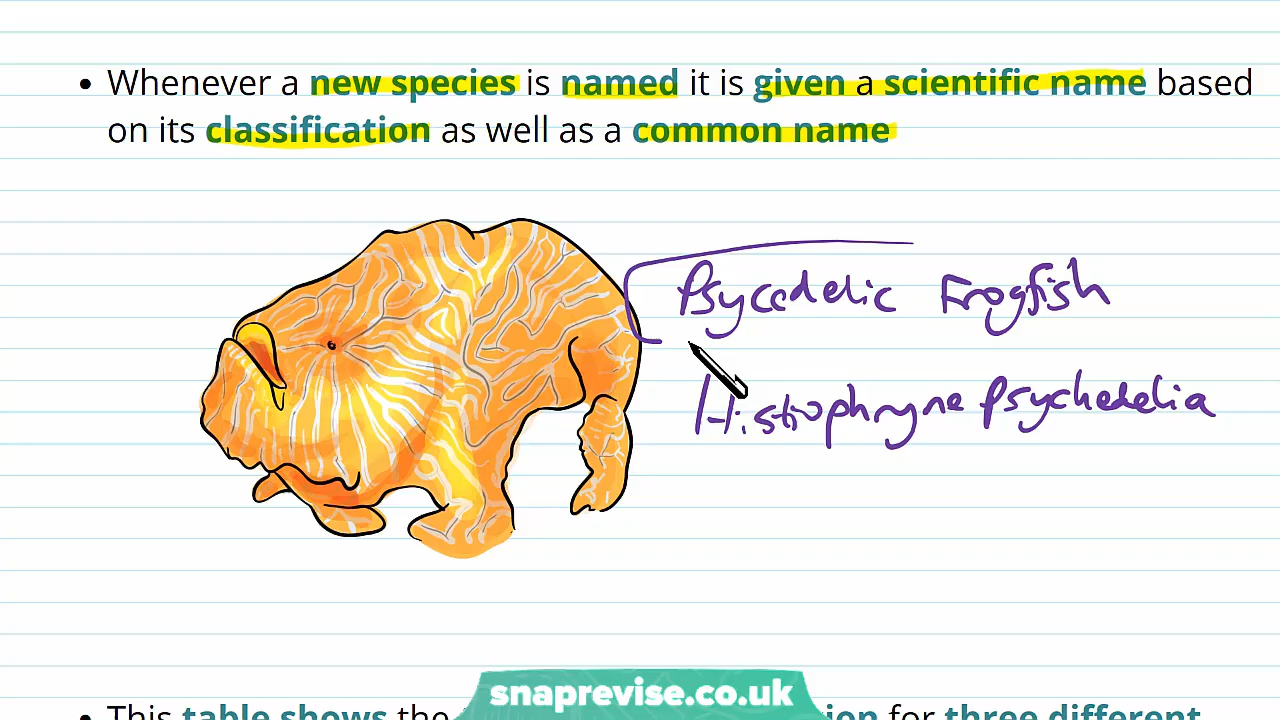 • Whenever a new species is named it is given a scientific name based
on its classification as well as a common name
Psycedelic Frogfish
Histiophryne Psychedelia
snaprevise.co.uk
• This table shows the ion for three different